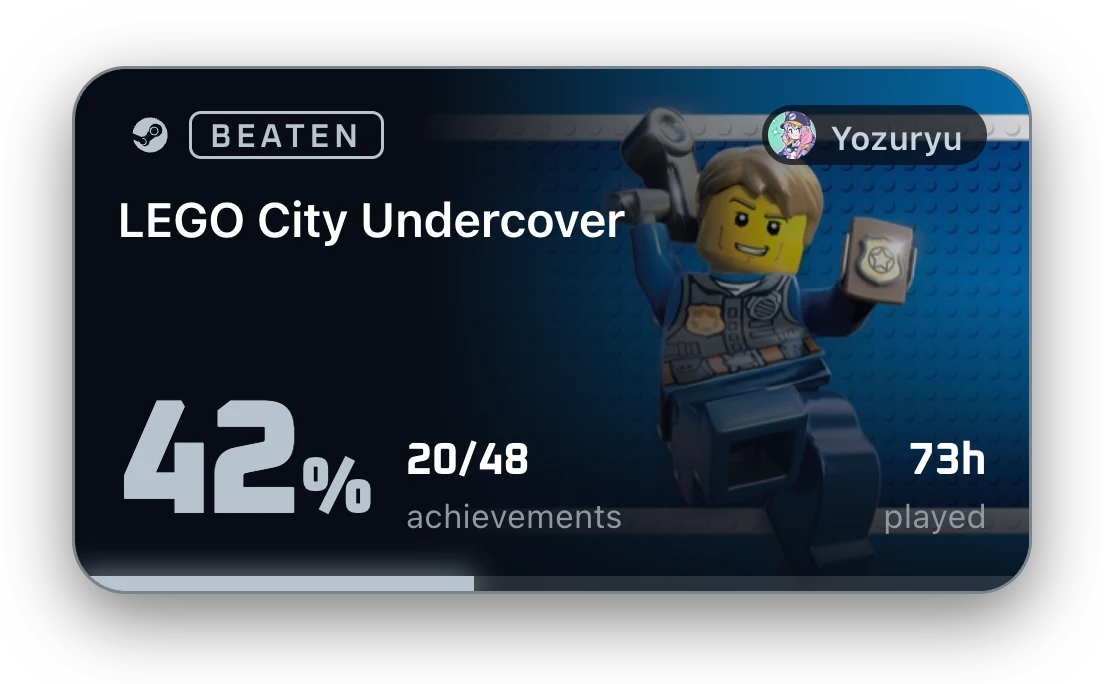 BEATEN
Yozuryu
LEGO City Undercover
42%
20/48
achievements
73h
played